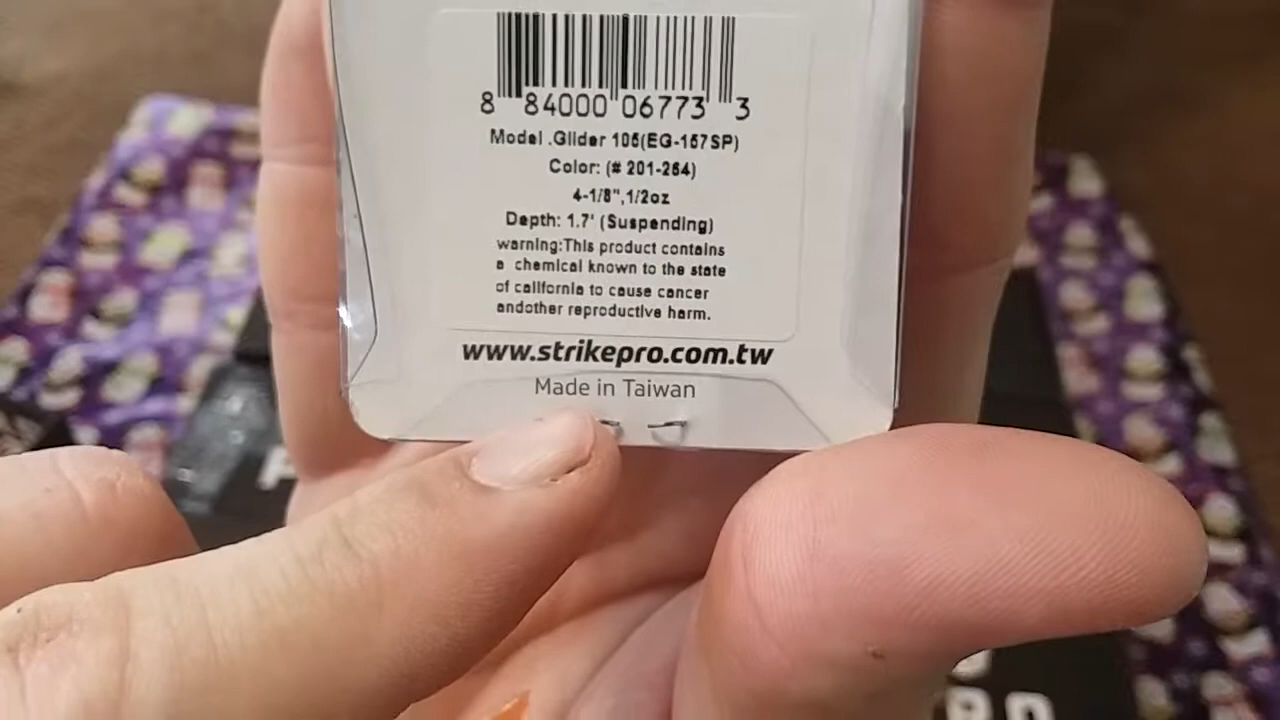 8 84000 06773 3
Model .Glider 105(EG-157SP)
Color: (# 201-264)
4-1/8",1/2oz
Depth: 1.7' (Suspending)
warning:This product contains
a chemical known to the state
of california to cause cancer
andother reproductive harm.
www.strikepro.com.tw
Made in Taiwan